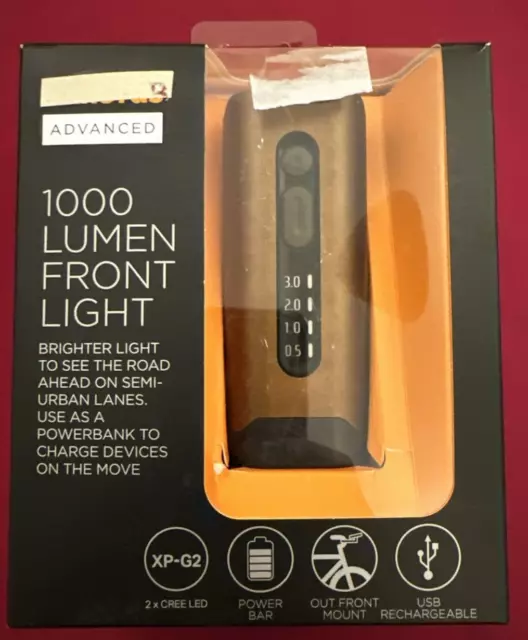 ADVANCED
1000
LUMEN
FRONT
LIGHT
BRIGHTER LIGHT
TO SEE THE ROAD
AHEAD ON SEMI-
URBAN LANES.
USE AS A
POWERBANK TO
CHARGE DEVICES
ON THE MOVE
3.0
2.0
1.0
0.5
XP-G2
2 x CREE LED
POWER
BAR
OUT FRONT
MOUNT
USB
RECHARGEABLE